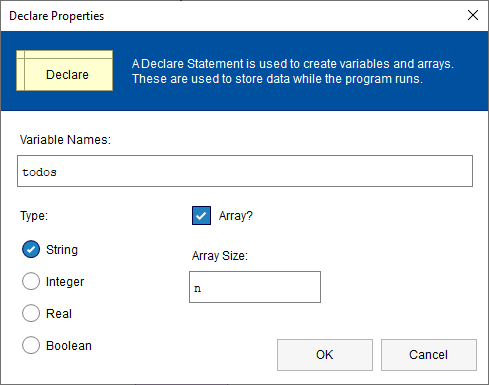 Declare Properties
Declare
A Declare Statement is used to create variables and arrays.
These are used to store data while the program runs.
Variable Names:
todos
Type:
Array?
String
Array Size:
Integer
n
Real
Boolean
OK
Cancel